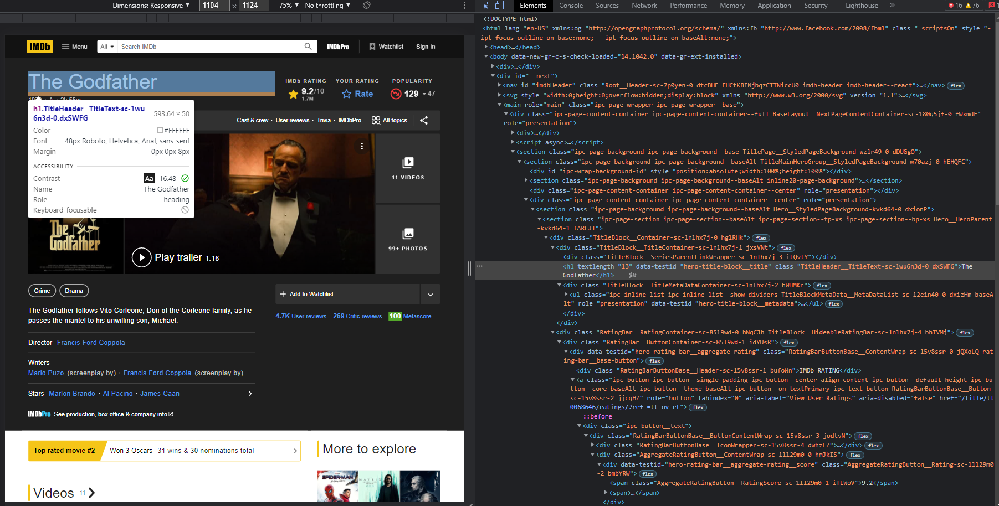 Dimensions: Responsive ▼ 1104 × 1124 75% ▼ No throttling ▼
IMDb Menu All Search IMDb IMDbPro Watchlist Sign In
The Godfather
IMDb RATING YOUR RATING POPULARITY
9.2/10 Rate 129 47
1.7M
h1.TitleHeader__TitleText-sc-1wu
6n3d-0.dxSWFG 593.64 × 50
Color #FFFFFF
Font 48px Roboto, Helvetica, Arial, sans-serif
Margin 0px 0px 8px
ACCESSIBILITY
Contrast Aa 16.48
Name The Godfather
Role heading
Keyboard-focusable
Cast & crew · User reviews · Trivia · IMDbPro All topics
11 VIDEOS
99+ PHOTOS
The
Godfather
Play trailer 1:16
Crime Drama
+ Add to Watchlist
The Godfather follows Vito Corleone, Don of the Corleone family, as he
passes the mantel to his unwilling son, Michael.
4.7K User reviews 269 Critic reviews 100 Metascore
Director Francis Ford Coppola
Writers
Mario Puzo (screenplay by) · Francis Ford Coppola (screenplay by)
Stars Marlon Brando · Al Pacino · James Caan
IMDbPro See production, box office & company info
Top rated movie #2 Won 3 Oscars 31 wins & 30 nominations total
More to explore
Videos 11
SPIDER-MAN
MATRIX
Elements Console Sources Network Performance Memory Application Security Lighthouse » 16 76
<!DOCTYPE html>
<html lang="en-US" xmlns:og="http://opengraphprotocol.org/schema/" xmlns:fb="http://www.facebook.com/2008/fbml" class=" scriptsOn" style="-
-ipt-focus-outline-on-base:none; --ipt-focus-outline-on-baseAlt:none;">
<head>…</head>
<body data-new-gr-c-s-check-loaded="14.1042.0" data-gr-ext-installed>
<div>…</div>
<div id="__next">
<nav id="imdbHeader" class="Root__Header-sc-7p0yen-0 dtcBHE FHCtKBINjbqzCITNiccU0 imdb-header imdb-header--react">…</nav> flex
<svg style="width:0;height:0;overflow:hidden;display:block" xmlns="http://www.w3.org/2000/svg" version="1.1">…</svg>
<main role="main" class="ipc-page-wrapper ipc-page-wrapper--base">
<div class="ipc-page-content-container ipc-page-content-container--full BaseLayout__NextPageContentContainer-sc-180q5jf-0 fWxmdE"
role="presentation">
<div>…</div>
<script async>…</script>
<section class="ipc-page-background ipc-page-background--base TitlePage__StyledPageBackground-wzlr49-0 dDUGgO">
<section class="ipc-page-background ipc-page-background--baseAlt TitleMainHeroGroup__StyledPageBackground-w70azj-0 hEHQFC">
<div id="ipc-wrap-background-id" style="position:absolute;width:100%;height:100%"></div>
<section class="ipc-page-background ipc-page-background--baseAlt inline20-page-background">…</section>
<div class="ipc-page-content-container ipc-page-content-container--center" role="presentation"></div>
<div class="ipc-page-content-container ipc-page-content-container--center" role="presentation">
<section class="ipc-page-background ipc-page-background--baseAlt Hero__StyledPageBackground-kvkd64-0 dxionP">
<section class="ipc-page-section ipc-page-section--baseAlt ipc-page-section--tp-xs ipc-page-section--bp-xs Hero__HeroParent
-kvkd64-1 fARFJI">
<div class="TitleBlock__Container-sc-1nlhx7j-0 hglRHk"> flex
<div class="TitleBlock__TitleContainer-sc-1nlhx7j-1 jxsVNt"> flex
<div class="TitleBlock__SeriesParentLinkWrapper-sc-1nlhx7j-3 itQvtY"></div>
<h1 textlength="13" data-testid="hero-title-block__title" class="TitleHeader__TitleText-sc-1wu6n3d-0 dxSWFG">The
Godfather</h1> == $0
<div class="TitleBlock__TitleMetaDataContainer-sc-1nlhx7j-2 hWHMKr"> flex
<ul class="ipc-inline-list ipc-inline-list--show-dividers TitleBlockMetaData__MetaDataList-sc-12ein40-0 dxizHm baseA
lt" role="presentation" data-testid="hero-title-block__metadata">…</ul> flex
</div>
</div>
<div class="RatingBar__RatingContainer-sc-85l9wd-0 hNqCJh TitleBlock__HideableRatingBar-sc-1nlhx7j-4 bhTVMj"> flex
<div class="RatingBar__ButtonContainer-sc-85l9wd-1 idYUsR"> flex
<div data-testid="hero-rating-bar__aggregate-rating" class="RatingBarButtonBase__ContentWrap-sc-15v8ssr-0 jQXoLQ rat
ing-bar__base-button"> flex
<div class="RatingBarButtonBase__Header-sc-15v8ssr-1 bufoWn">IMDb RATING</div>
<a class="ipc-button ipc-button--single-padding ipc-button--center-align-content ipc-button--default-height ipc-bu
tton--core-baseAlt ipc-button--theme-baseAlt ipc-button--on-textPrimary ipc-text-button RatingBarButtonBase__Button-
sc-15v8ssr-2 jjcqHZ" role="button" tabindex="0" aria-label="View User Ratings" aria-disabled="false" href="/title/tt
0068646/ratings/?ref_=tt_ov_rt"> flex
::before
<div class="ipc-button__text">
<div class="RatingBarButtonBase__ButtonContentWrap-sc-15v8ssr-3 jodtvN"> flex
<div class="RatingBarButtonBase__IconWrapper-sc-15v8ssr-4 dwhzFZ">…</div> flex
<div class="AggregateRatingButton__ContentWrap-sc-1ll29m0-0 hmJkIS"> flex
<div data-testid="hero-rating-bar__aggregate-rating__score" class="AggregateRatingButton__Rating-sc-1ll29m0
-2 bmbYRW"> flex
<span class="AggregateRatingButton__RatingScore-sc-1ll29m0-1 iTLWoV">9.2</span>
<span>…</span>
</div>